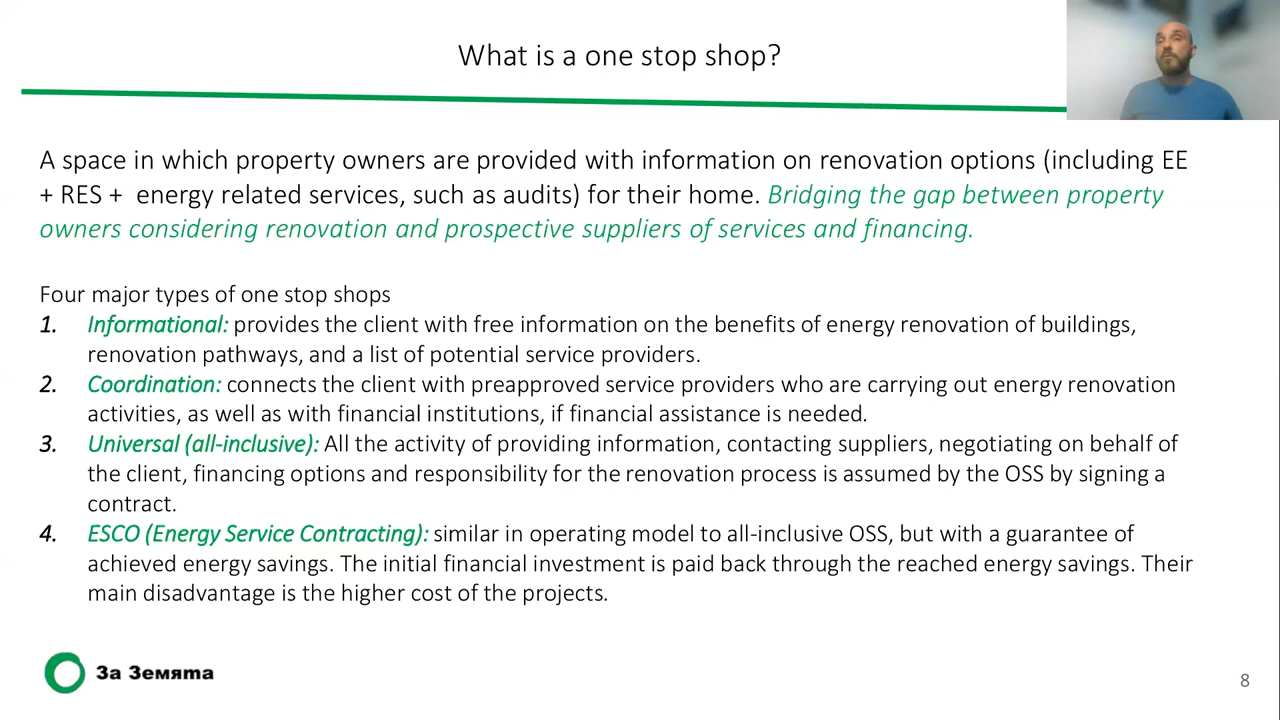 What is a one stop shop?
A space in which property owners are provided with information on renovation options (including EE
+ RES + energy related services, such as audits) for their home. Bridging the gap between property
owners considering renovation and prospective suppliers of services and financing.
Four major types of one stop shops
1. Informational: provides the client with free information on the benefits of energy renovation of buildings,
renovation pathways, and a list of potential service providers.
2. Coordination: connects the client with preapproved service providers who are carrying out energy renovation
activities, as well as with financial institutions, if financial assistance is needed.
3. Universal (all-inclusive): All the activity of providing information, contacting suppliers, negotiating on behalf of
the client, financing options and responsibility for the renovation process is assumed by the OSS by signing a
contract.
4. ESCO (Energy Service Contracting): similar in operating model to all-inclusive OSS, but with a guarantee of
achieved energy savings. The initial financial investment is paid back through the reached energy savings. Their
main disadvantage is the higher cost of the projects.
За Земята
8